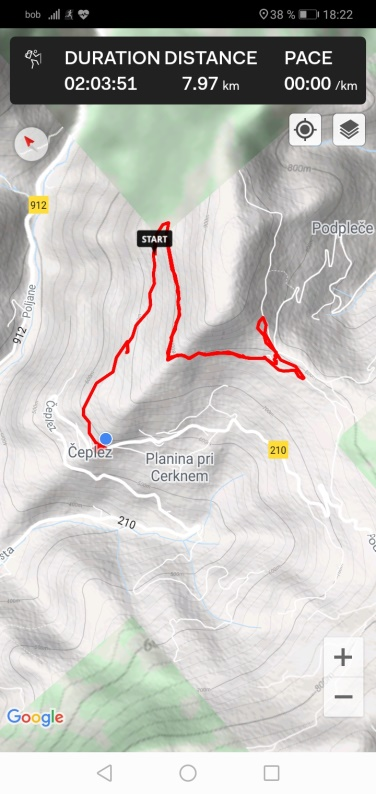 bob 38 % 18:22
DURATION DISTANCE PACE
02:03:51 7.97 km 00:00 /km
800m
912
Podpleče
START
Poljane
912
Čeplez
Čeplez
Planina pri
Cerknem
210
210
Google